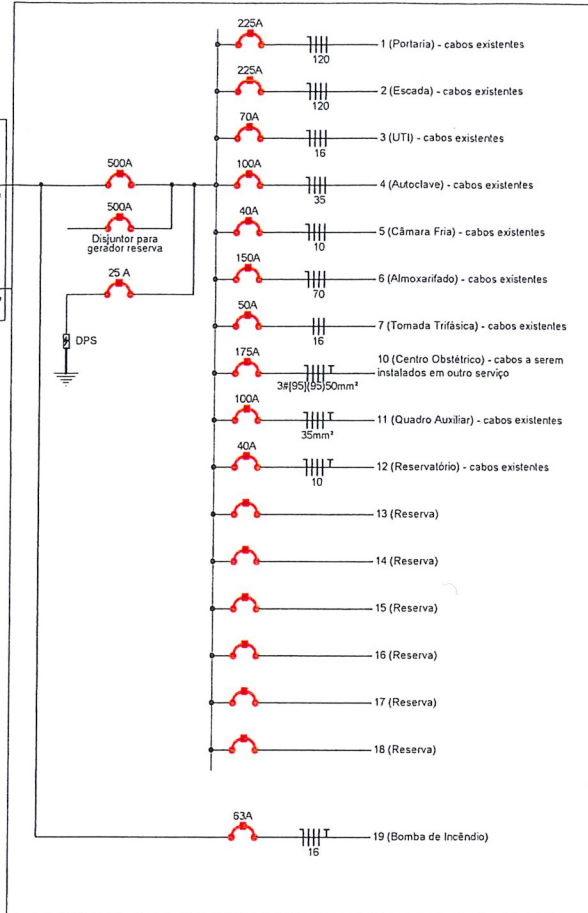 225A
1 (Portaria) - cabos existentes
120
225A
2 (Escada) - cabos existentes
120
70A
3 (UTI) - cabos existentes
16
500A
100A
4 (Autoclave) - cabos existentes
35
500A
Disjuntor para
gerador reserva
40A
5 (Câmara Fria) - cabos existentes
10
25 A
150A
6 (Almoxarifado) - cabos existentes
70
DPS
50A
7 (Tomada Trifásica) - cabos existentes
16
175A
T
10 (Centro Obstétrico) - cabos a serem
instalados em outro serviço
3#[95](95)50mm²
100A
T
11 (Quadro Auxiliar) - cabos existentes
35mm²
40A
T
12 (Reservatório) - cabos existentes
10
13 (Reserva)
14 (Reserva)
15 (Reserva)
16 (Reserva)
17 (Reserva)
18 (Reserva)
63A
T
19 (Bomba de Incêndio)
16